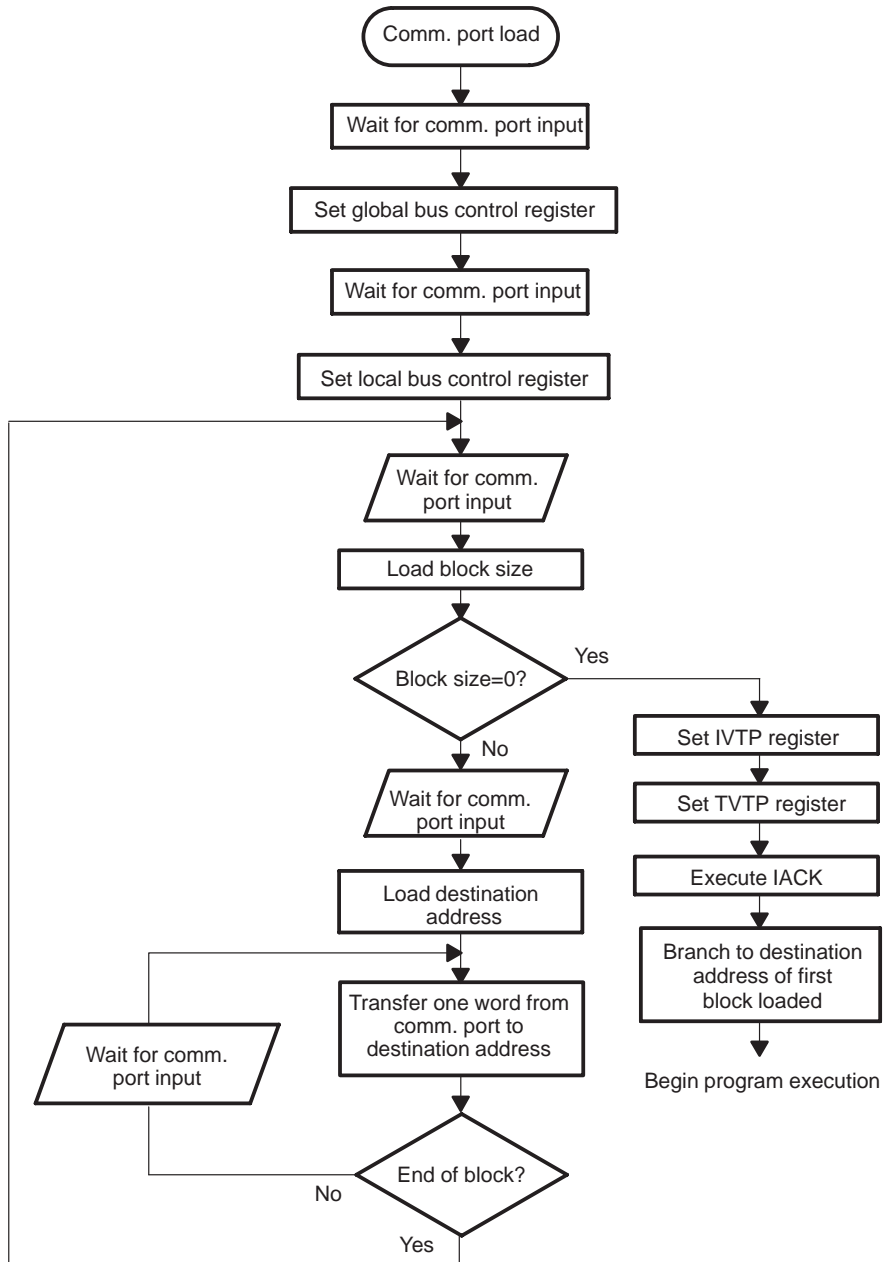 Comm. port load
Wait for comm. port input
Set global bus control register
Wait for comm. port input
Set local bus control register
Wait for comm.
port input
Load block size
Block size=0?
Yes
No
Set IVTP register
Set TVTP register
Execute IACK
Branch to destination
address of first
block loaded
Begin program execution
Wait for comm.
port input
Load destination
address
Transfer one word from
comm. port to
destination address
Wait for comm.
port input
End of block?
No
Yes